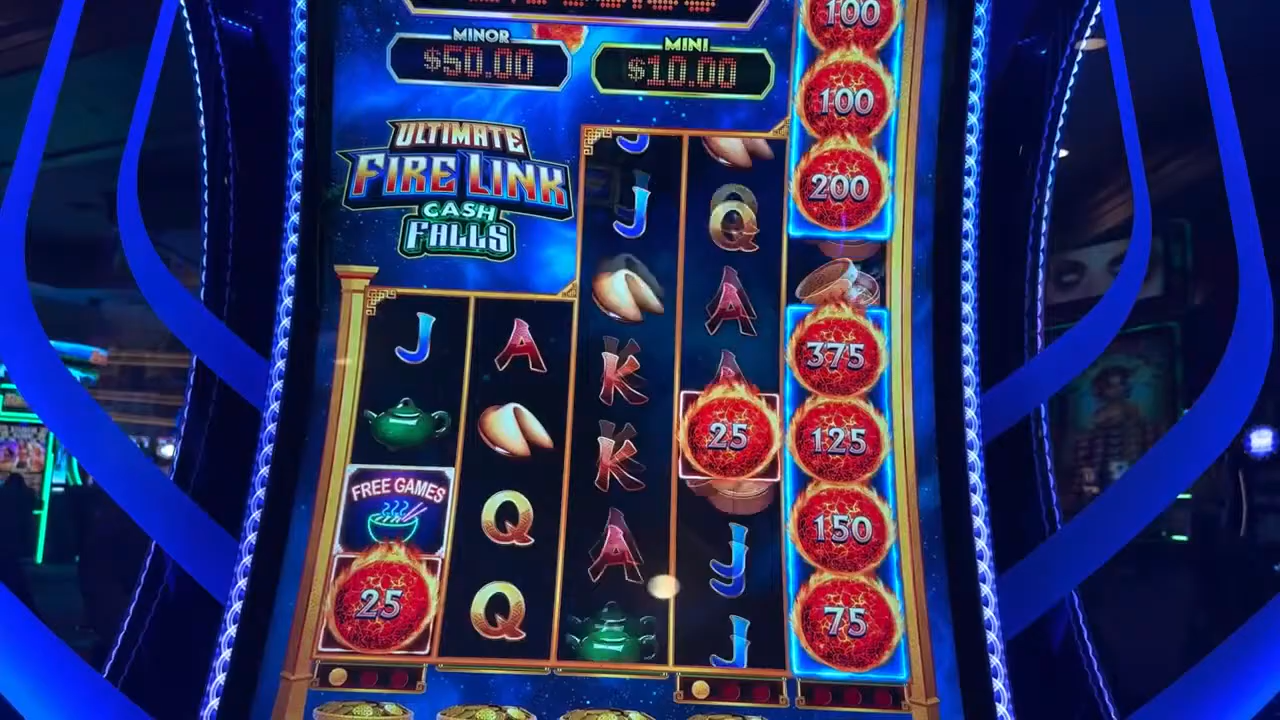 MINOR
$50.00
MINI
$10.00
ULTIMATE
FIRE LINK
CASH
FALLS
100
100
200
375
125
150
75
25
25
FREE GAMES
J
J
J
J
J
A
K
K
A
Q
A
A
Q
Q